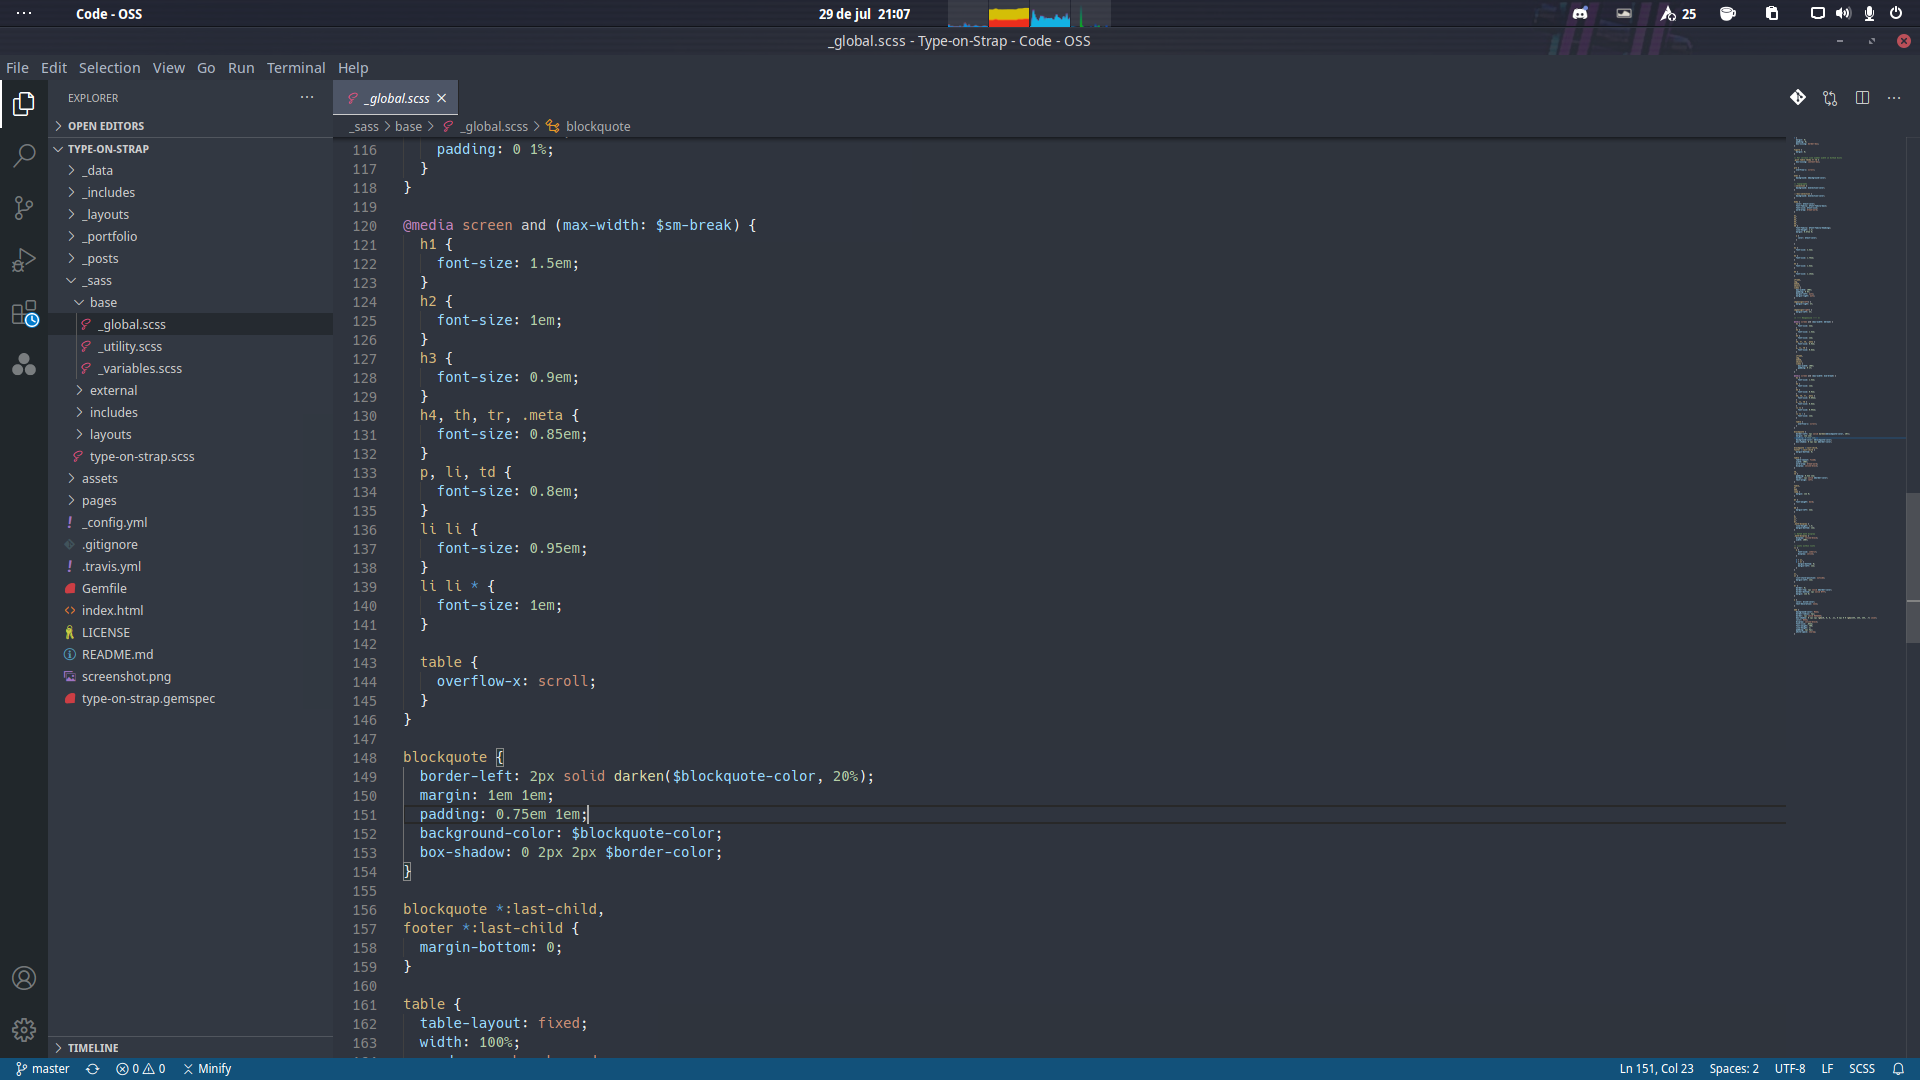 Code - OSS
29 de jul 21:07
25
_global.scss - Type-on-Strap - Code - OSS
File Edit Selection View Go Run Terminal Help
EXPLORER
OPEN EDITORS
TYPE-ON-STRAP
_data
_includes
_layouts
_portfolio
_posts
_sass
base
_global.scss
_utility.scss
_variables.scss
external
includes
layouts
type-on-strap.scss
assets
pages
_config.yml
.gitignore
.travis.yml
Gemfile
index.html
LICENSE
README.md
screenshot.png
type-on-strap.gemspec
TIMELINE
_global.scss
_sass > base > _global.scss > blockquote
116 padding: 0 1%;
117 }
118 }
119
120 @media screen and (max-width: $sm-break) {
121 h1 {
122 font-size: 1.5em;
123 }
124 h2 {
125 font-size: 1em;
126 }
127 h3 {
128 font-size: 0.9em;
129 }
130 h4, th, tr, .meta {
131 font-size: 0.85em;
132 }
133 p, li, td {
134 font-size: 0.8em;
135 }
136 li li {
137 font-size: 0.95em;
138 }
139 li li * {
140 font-size: 1em;
141 }
142
143 table {
144 overflow-x: scroll;
145 }
146 }
147
148 blockquote {
149 border-left: 2px solid darken($blockquote-color, 20%);
150 margin: 1em 1em;
151 padding: 0.75em 1em;
152 background-color: $blockquote-color;
153 box-shadow: 0 2px 2px $border-color;
154 }
155
156 blockquote *:last-child,
157 footer *:last-child {
158 margin-bottom: 0;
159 }
160
161 table {
162 table-layout: fixed;
163 width: 100%;
master 0 0 Minify
Ln 151, Col 23 Spaces: 2 UTF-8 LF SCSS